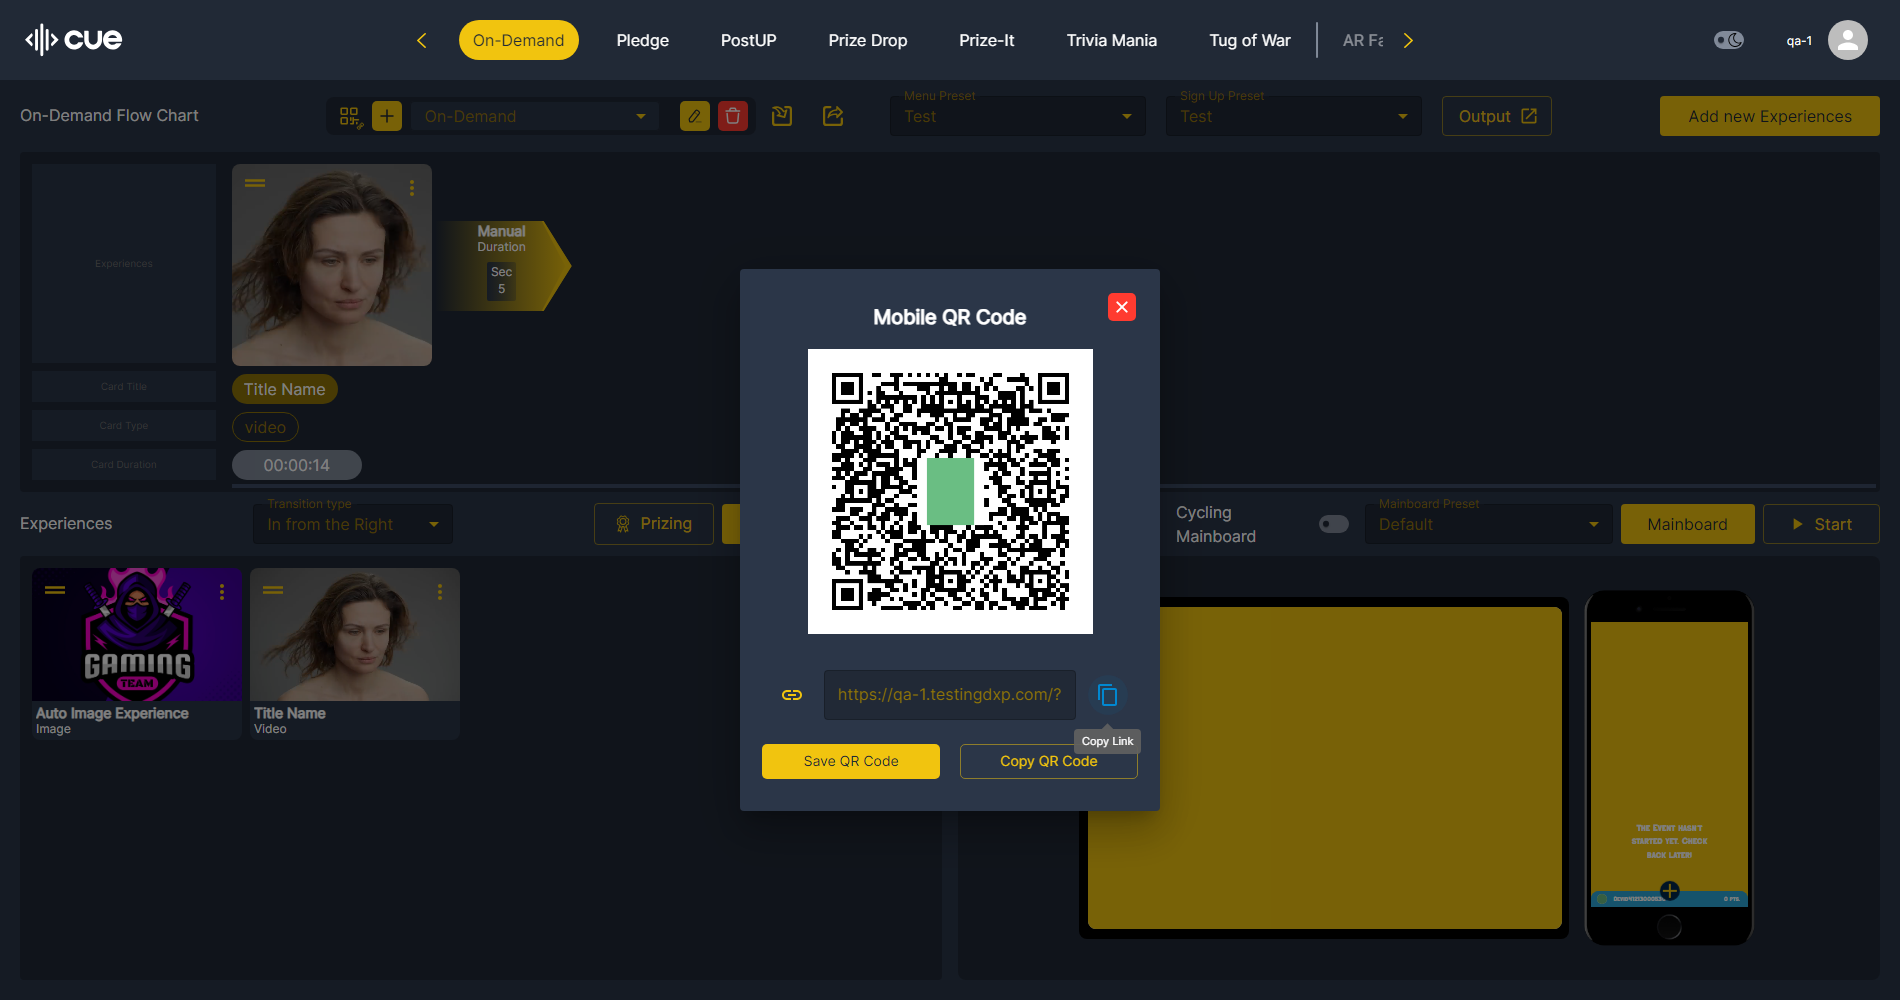 cue
On-Demand
Pledge
PostUP
Prize Drop
Prize-It
Trivia Mania
Tug of War
qa-1
On-Demand Flow Chart
On-Demand
Menu Preset
Test
Sign Up Preset
Test
Output
Add new Experiences
Experiences
Manual
Duration
Sec
5
Card Title
Title Name
Card Type
video
Card Duration
00:00:14
Mobile QR Code
https://qa-1.testingdxp.com/?
Copy Link
Save QR Code
Copy QR Code
Experiences
Transition type
In from the Right
Prizing
Cycling
Mainboard
Mainboard Preset
Default
Mainboard
Start
GAMING
TEAM
Auto Image Experience
Image
Title Name
Video
The Event hasn't
started yet. Check
back later!
0 Pts.